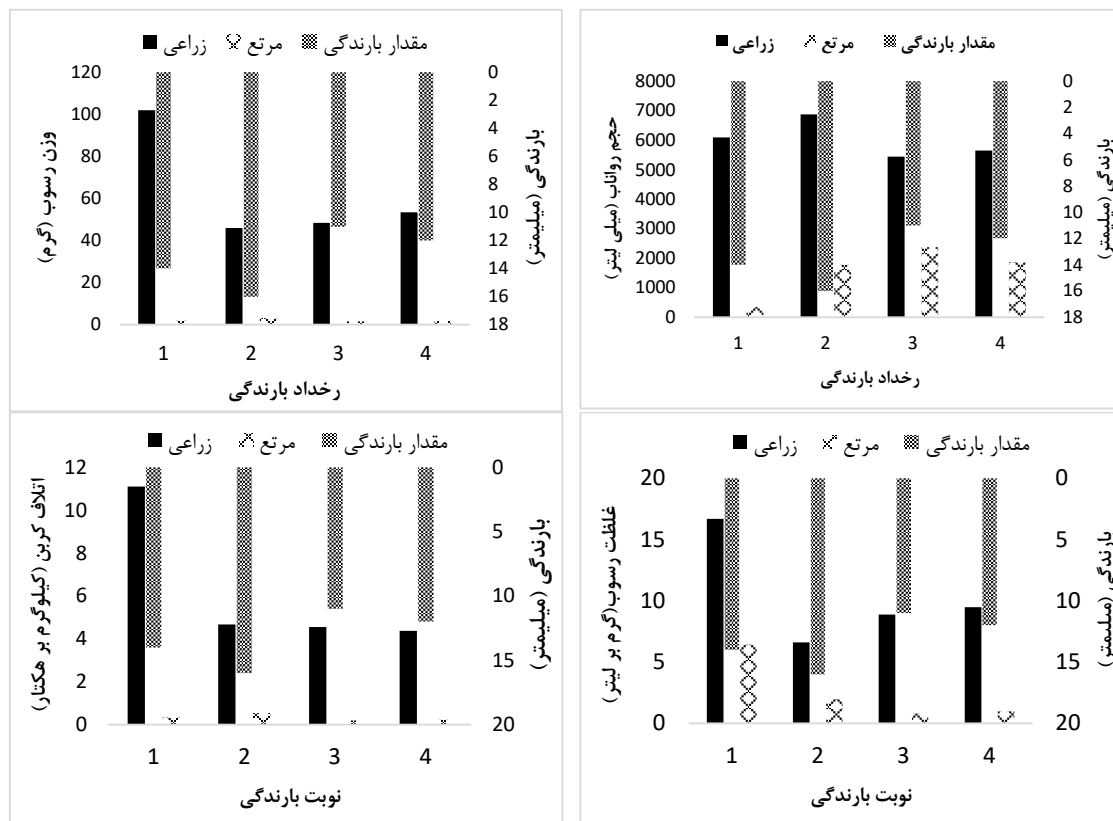 زراعی مرتع مقدار بارندگی
وزن رسوب (گرم)
120
100
80
60
40
20
0
0
2
4
6
8
10
12
14
16
18
بارندگی (میلیمتر)
1 2 3 4
رخداد بارندگی
زراعی مرتع مقدار بارندگی
حجم رواناب (میلی لیتر)
8000
7000
6000
5000
4000
3000
2000
1000
0
0
2
4
6
8
10
12
14
16
18
بارندگی (میلیمتر)
1 2 3 4
رخداد بارندگی
زراعی مرتع مقدار بارندگی
اتلاف کربن (کیلوگرم بر هکتار)
12
10
8
6
4
2
0
0
5
10
15
20
بارندگی (میلیمتر)
1 2 3 4
نوبت بارندگی
زراعی مرتع مقدار بارندگی
غلظت رسوب(گرم بر لیتر)
20
15
10
5
0
0
5
10
15
20
بارندگی (میلیمتر)
1 2 3 4
نوبت بارندگی